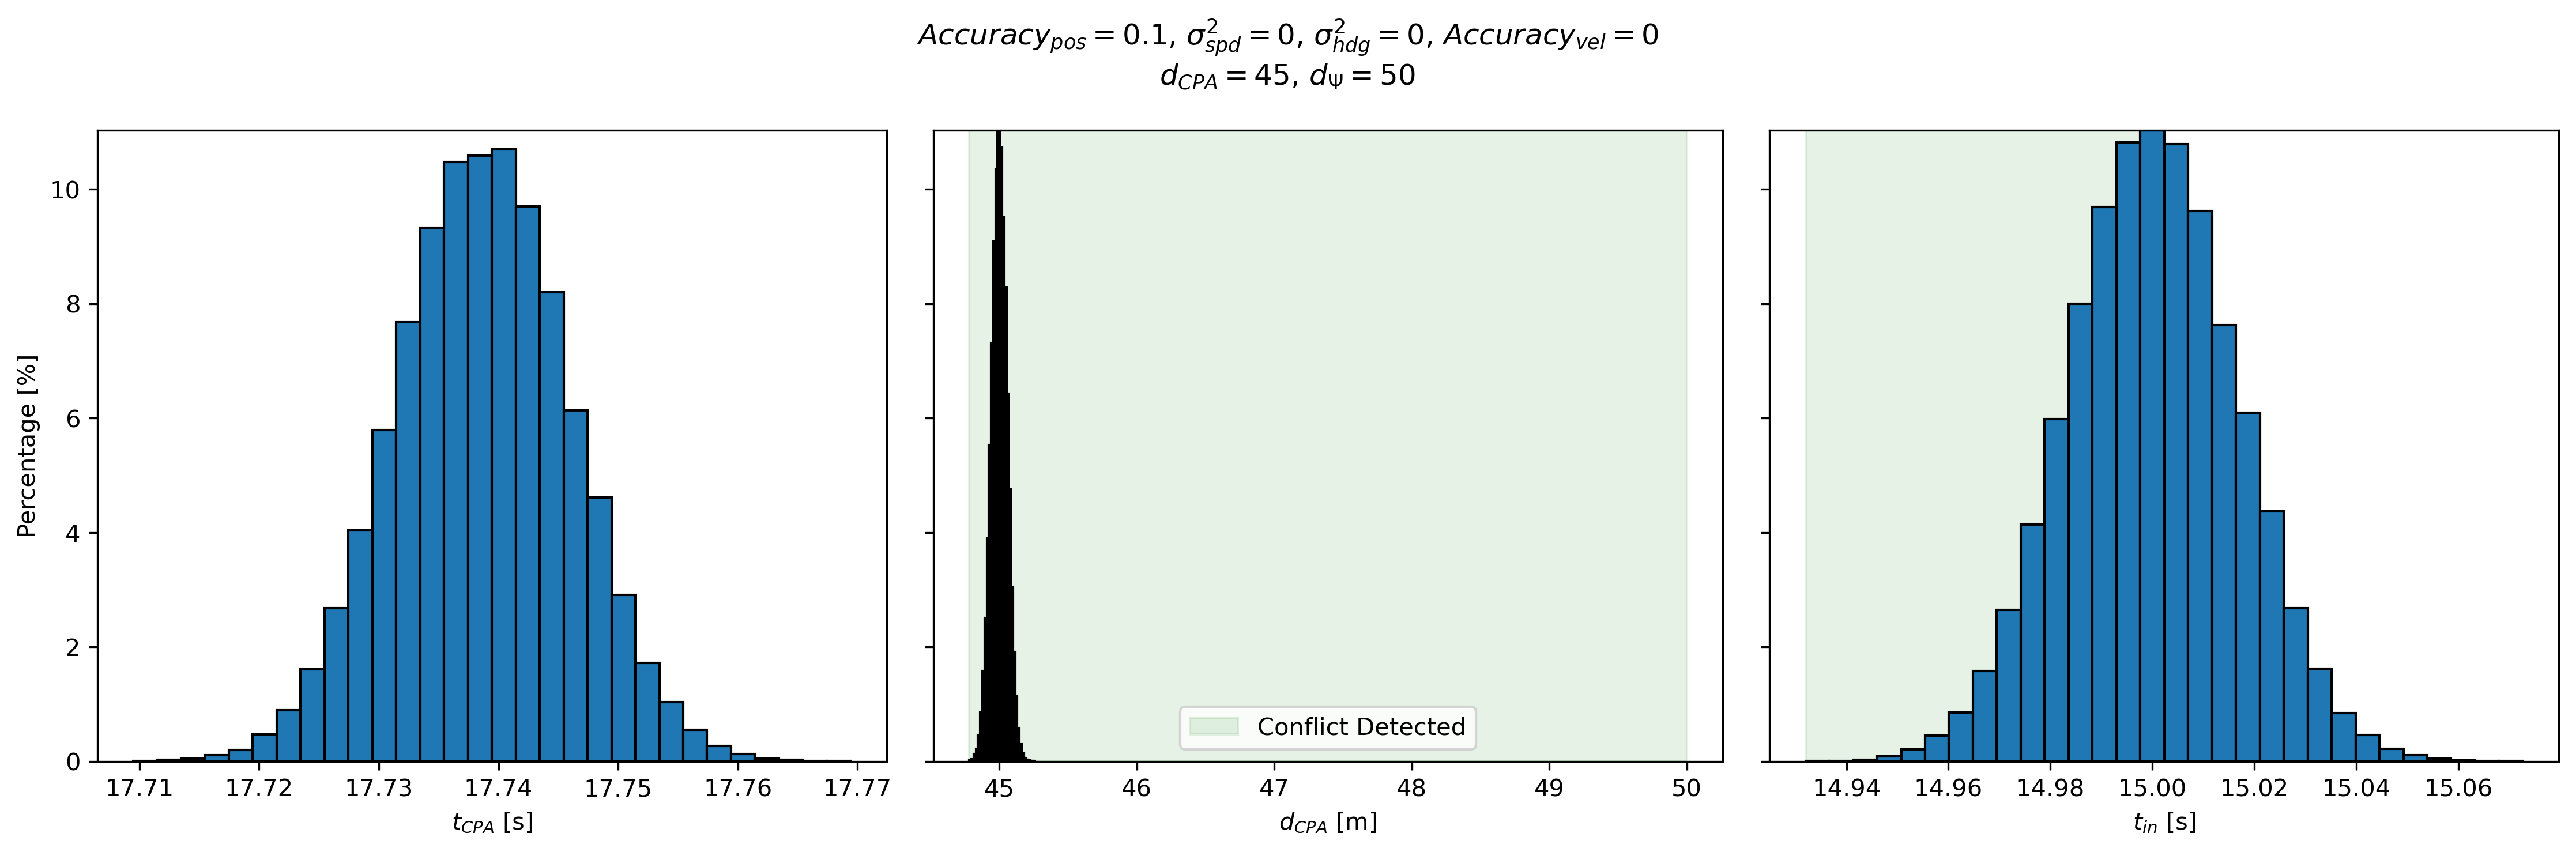 Accuracy_pos = 0.1, σ²_spd = 0, σ²_hdg = 0, Accuracy_vel = 0
d_CPA = 45, d_Ψ = 50
Percentage [%]
10
8
6
4
2
0
17.71 17.72 17.73 17.74 17.75 17.76 17.77
t_CPA [s]
Conflict Detected
45 46 47 48 49 50
d_CPA [m]
14.94 14.96 14.98 15.00 15.02 15.04 15.06
t_in [s]